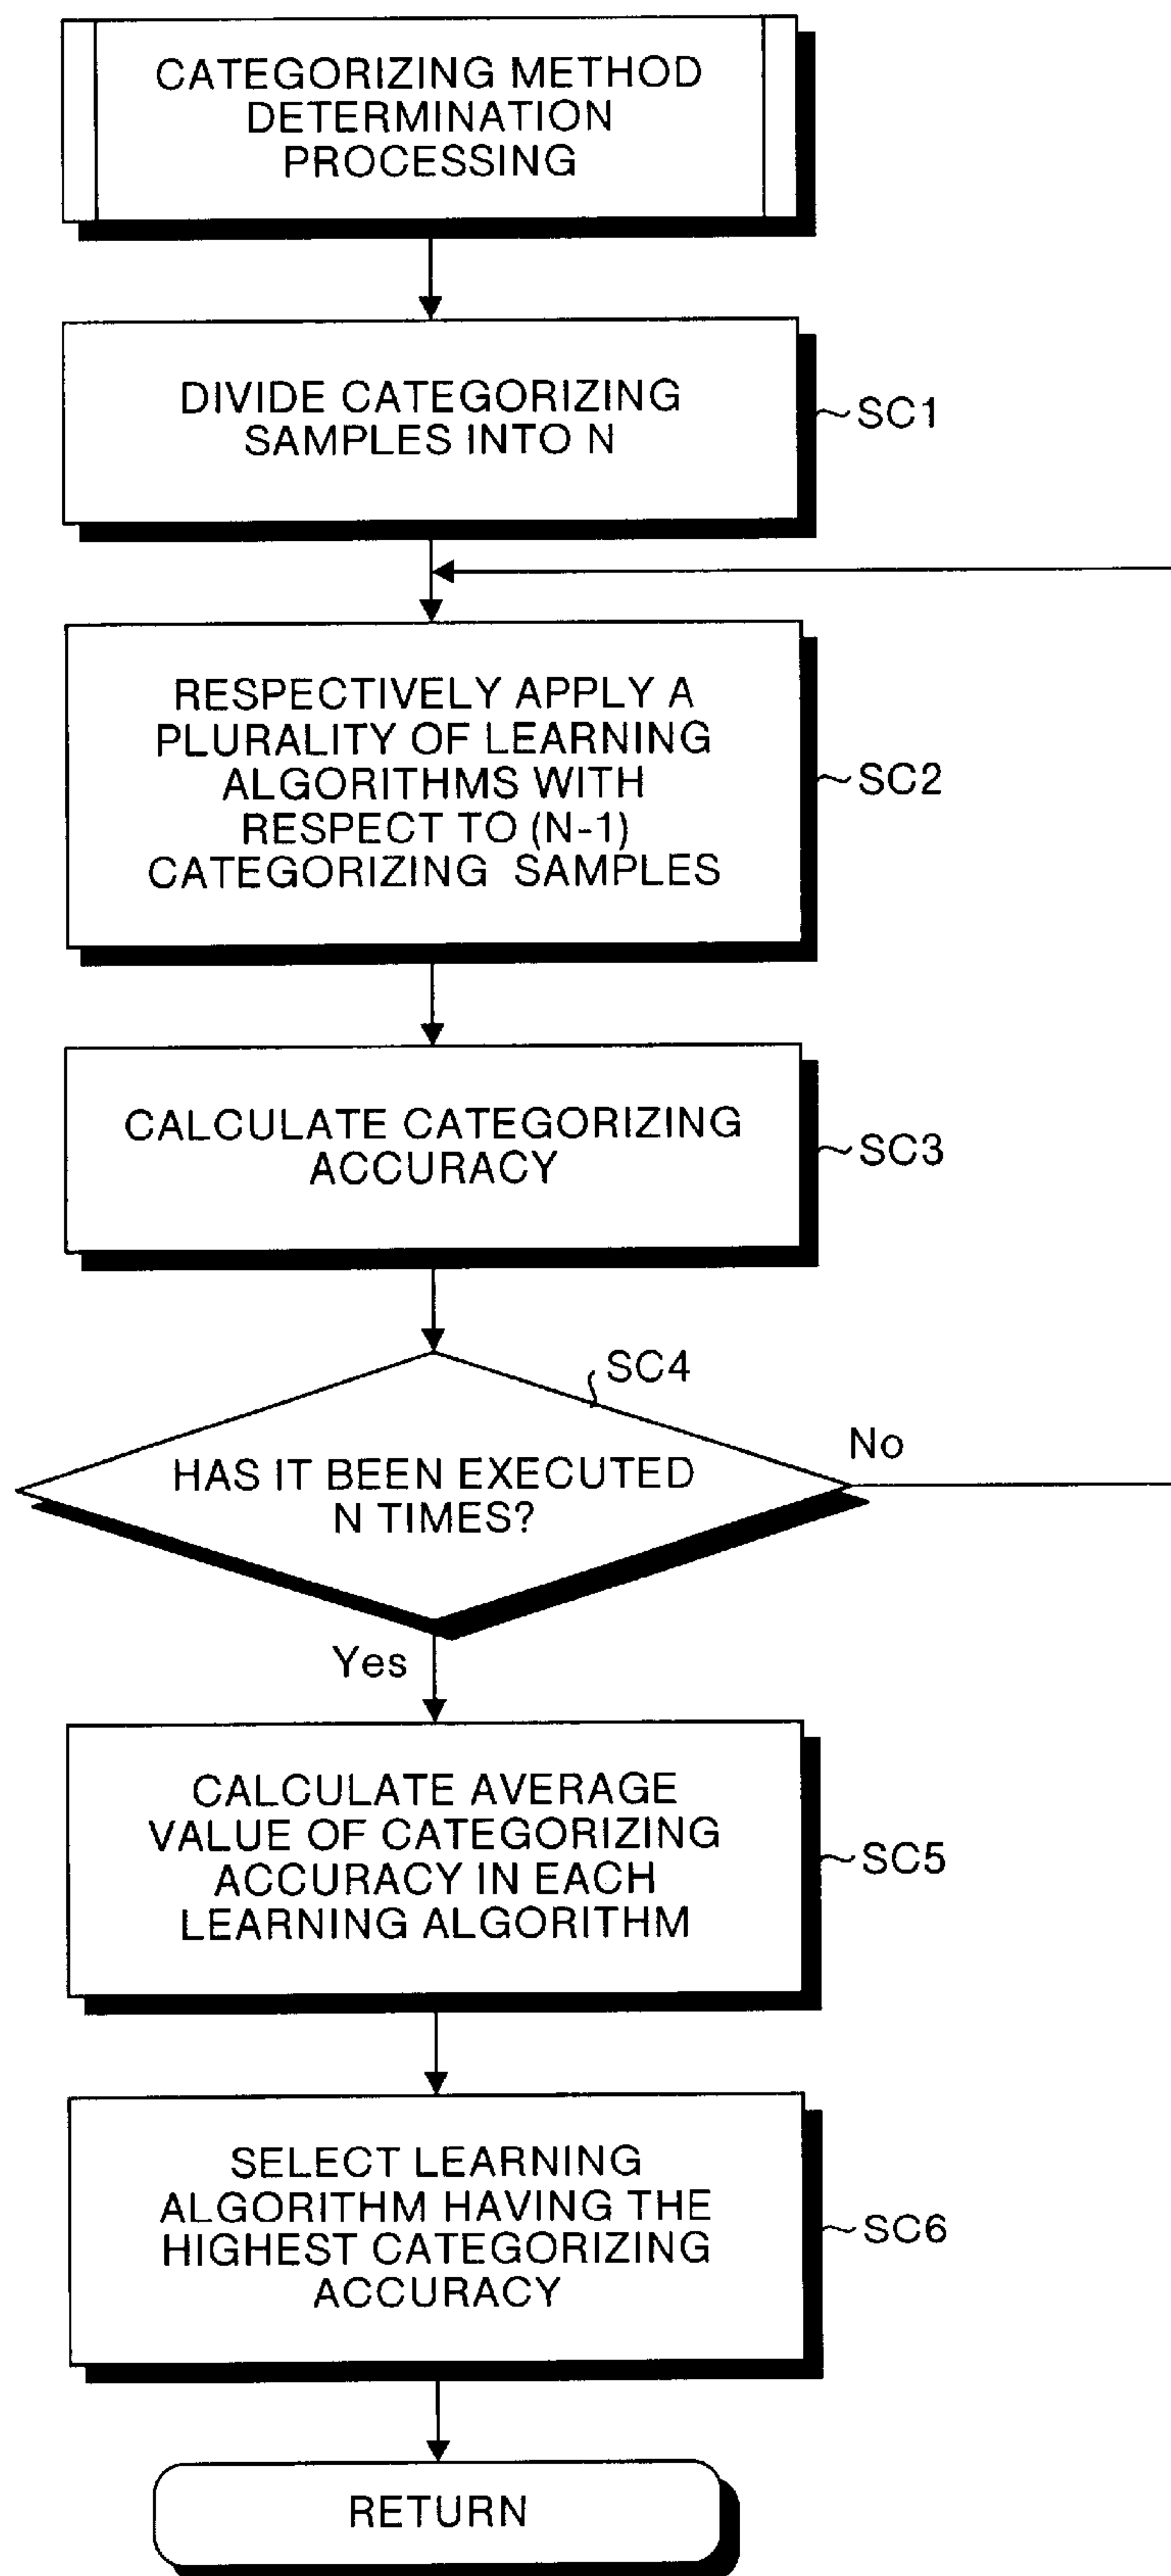 CATEGORIZING METHOD
DETERMINATION
PROCESSING
DIVIDE CATEGORIZING
SAMPLES INTO N
SC1
RESPECTIVELY APPLY A
PLURALITY OF LEARNING
ALGORITHMS WITH
RESPECT TO (N-1)
CATEGORIZING SAMPLES
SC2
CALCULATE CATEGORIZING
ACCURACY
SC3
SC4
HAS IT BEEN EXECUTED
N TIMES?
No
Yes
CALCULATE AVERAGE
VALUE OF CATEGORIZING
ACCURACY IN EACH
LEARNING ALGORITHM
SC5
SELECT LEARNING
ALGORITHM HAVING THE
HIGHEST CATEGORIZING
ACCURACY
SC6
RETURN